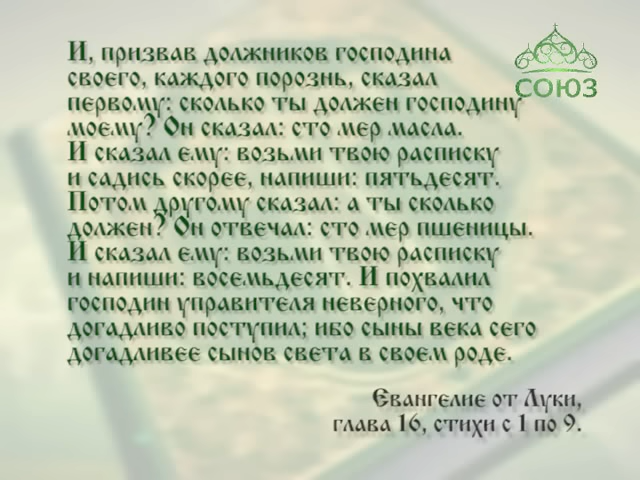 И, призвав должников господина
своего, каждого порознь, сказал
первому: сколько ты должен господину
моему? Он сказал: сто мер масла.
И сказал ему: возьми твою расписку
и садись скорее, напиши: пятьдесят.
Потом другому сказал: а ты сколько
должен? Он отвечал: сто мер пшеницы.
И сказал ему: возьми твою расписку
и напиши: восемьдесят. И похвалил
господин управителя неверного, что
догадливо поступил; ибо сыны века сего
догадливее сынов света в своем роде.
Евангелие от Луки,
глава 16, стихи с 1 по 9.
СОЮЗ